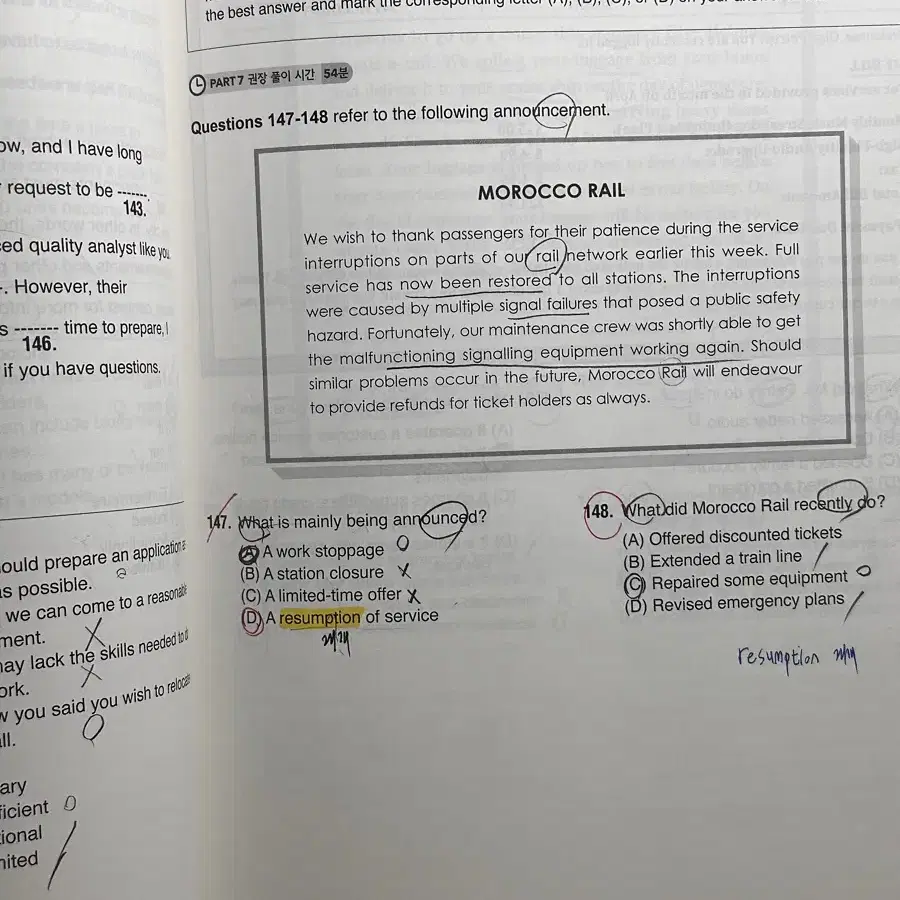 the best answer and mark the corresponding letter (A), (B), (C), or (D) on your
PART 7 권장 풀이 시간 54분
Questions 147-148 refer to the following announcement.
MOROCCO RAIL
We wish to thank passengers for their patience during the service
interruptions on parts of our rail network earlier this week. Full
service has now been restored to all stations. The interruptions
were caused by multiple signal failures that posed a public safety
hazard. Fortunately, our maintenance crew was shortly able to get
the malfunctioning signalling equipment working again. Should
similar problems occur in the future, Morocco Rail will endeavour
to provide refunds for ticket holders as always.
147. What is mainly being announced?
(A) A work stoppage
(B) A station closure
(C) A limited-time offer
(D) A resumption of service
재개
148. What did Morocco Rail recently do?
(A) Offered discounted tickets
(B) Extended a train line
(C) Repaired some equipment
(D) Revised emergency plans
resumption 재개
ow, and I have long
request to be -------.
143.
ced quality analyst like you
-. However, their
s ------- time to prepare, I
146.
if you have questions.
ould prepare an application
as possible.
we can come to a reasonable
ment.
may lack the skills needed to
ork.
w you said you wish to relocate
all.
ary
ficient
tional
mited